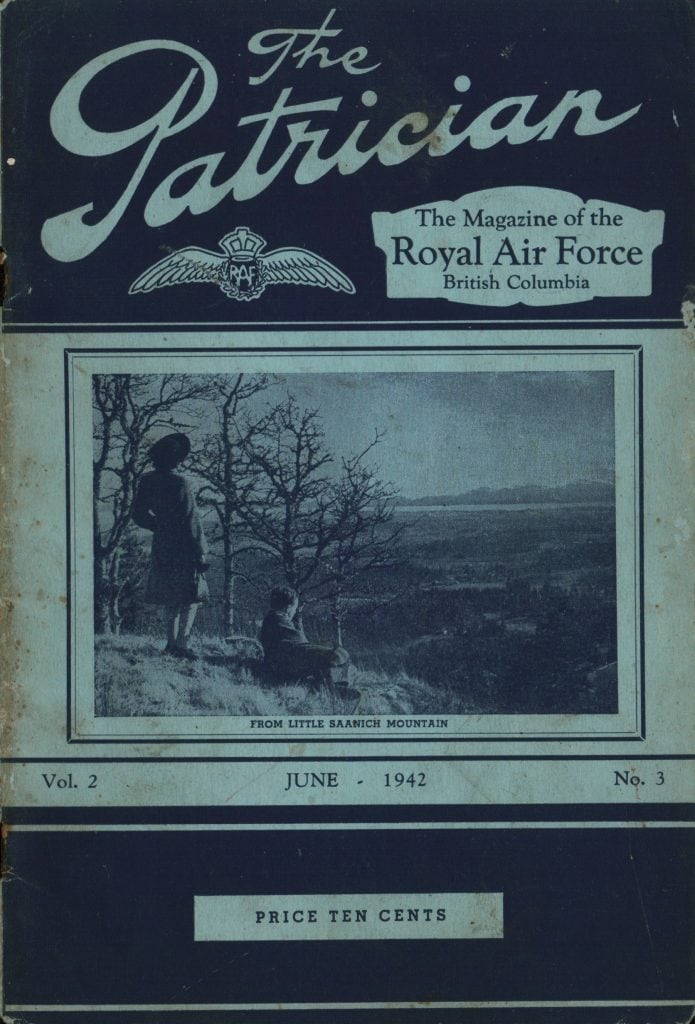 The
Patrician
The Magazine of the
Royal Air Force
British Columbia
RAF
FROM LITTLE SAANICH MOUNTAIN
Vol. 2 JUNE - 1942 No. 3
PRICE TEN CENTS